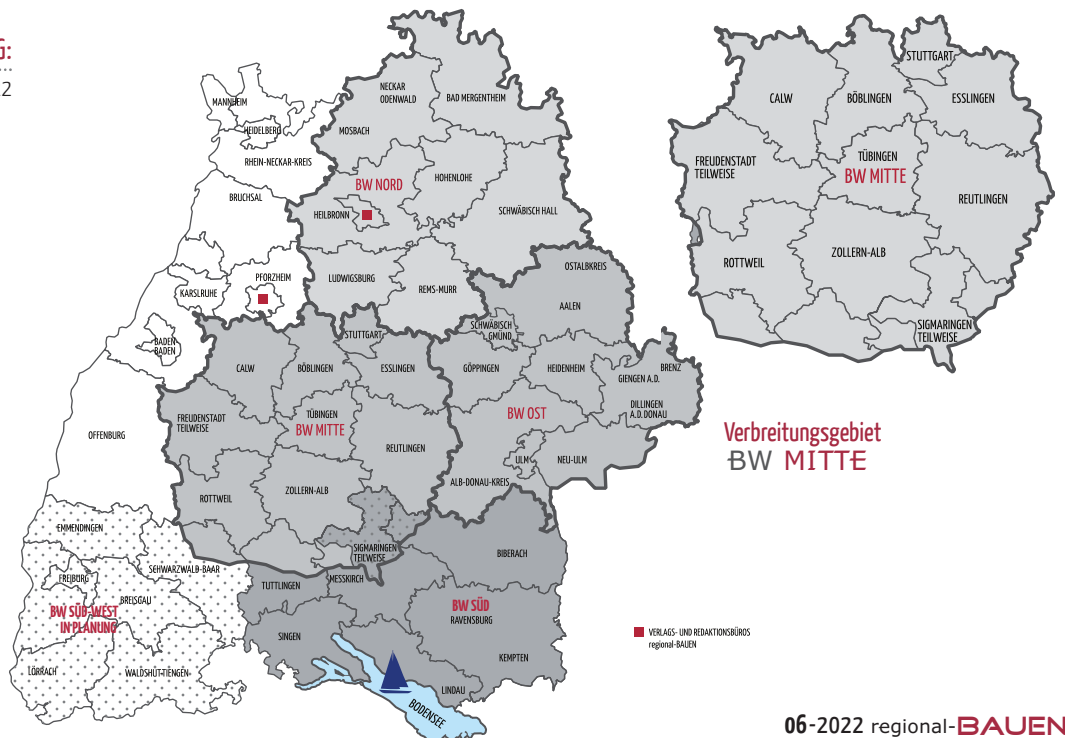 G:
2
MANNHEIM
HEIDELBERG
RHEIN-NECKAR-KREIS
BRUCHSAL
PFORZHEIM
KARSLRUHE
BADEN-
BADEN
OFFENBURG
NECKAR
ODENWALD
BAD MERGENTHEIM
MOSBACH
BW NORD
HOHENLOHE
HEILBRONN
SCHWÄBISCH HALL
LUDWIGSBURG
REMS-MURR
OSTALBKREIS
AALEN
SCHWÄBISCH
GMÜND
GÖPPINGEN
HEIDENHEIM
BRENZ
GIENGEN A.D.
DILLINGEN
A.D. DONAU
BW OST
ULM
NEU-ULM
ALB-DONAU-KREIS
STUTTGART
CALW
BÖBLINGEN
ESSLINGEN
FREUDENSTADT
TEILWEISE
TÜBINGEN
BW MITTE
REUTLINGEN
ROTTWEIL
ZOLLERN-ALB
SIGMARINGEN
TEILWEISE
EMMENDINGEN
FREIBURG
SCHWARZWALD-BAAR
BREISGAU
BW SÜD-WEST
IN PLANUNG
LÖRRACH
WALDSHUT-TIENGEN
TUTTLINGEN
MESSKIRCH
BIBERACH
BW SÜD
RAVENSBURG
SINGEN
KEMPTEN
LINDAU
BODENSEE
STUTTGART
CALW
BÖBLINGEN
ESSLINGEN
FREUDENSTADT
TEILWEISE
TÜBINGEN
BW MITTE
REUTLINGEN
ROTTWEIL
ZOLLERN-ALB
SIGMARINGEN
TEILWEISE
Verbreitungsgebiet
BW MITTE
VERLAGS- UND REDAKTIONSBÜROS
regional-BAUEN
06-2022 regional-BAUEN